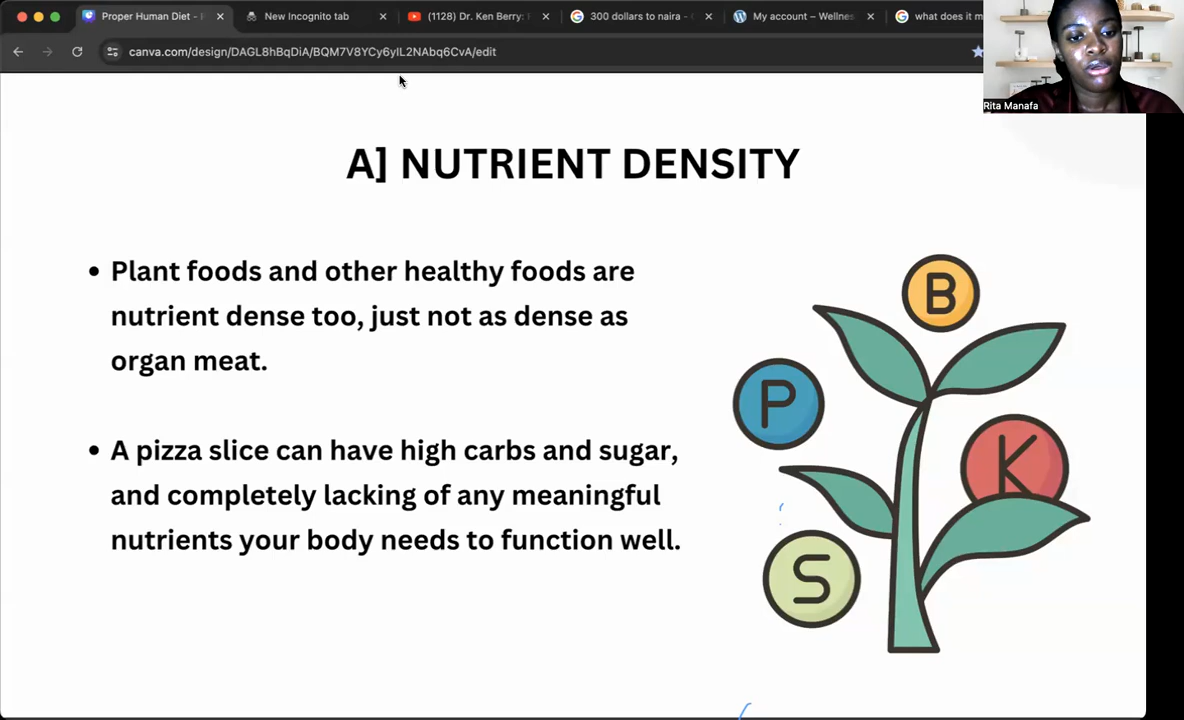 Proper Human Diet -
New Incognito tab
(1128) Dr. Ken Berry:
300 dollars to naira -
My account – Wellnes
what does it m
canva.com/design/DAGL8hBqDiA/BQM7V8YCy6yIL2NAbq6CvA/edit
Rita Manafa
A] NUTRIENT DENSITY
• Plant foods and other healthy foods are
nutrient dense too, just not as dense as
organ meat.
• A pizza slice can have high carbs and sugar,
and completely lacking of any meaningful
nutrients your body needs to function well.
B
P
K
S